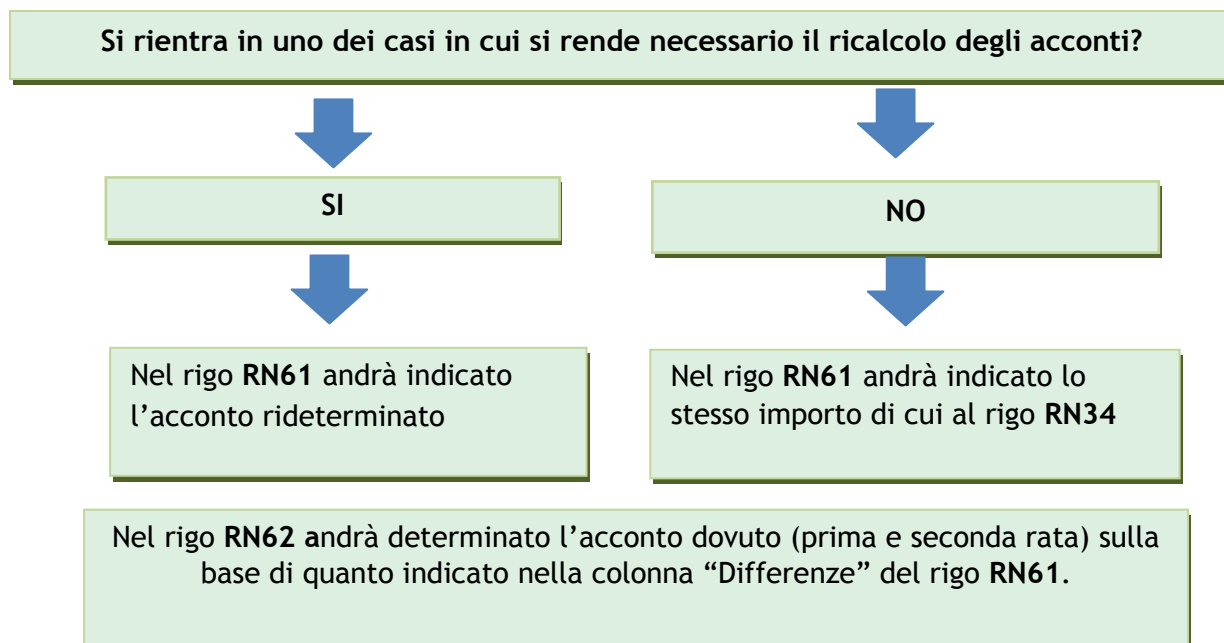 Si rientra in uno dei casi in cui si rende necessario il ricalcolo degli acconti?
SI
NO
Nel rigo RN61 andrà indicato
l’acconto rideterminato
Nel rigo RN61 andrà indicato lo
stesso importo di cui al rigo RN34
Nel rigo RN62 andrà determinato l’acconto dovuto (prima e seconda rata) sulla
base di quanto indicato nella colonna “Differenze” del rigo RN61.